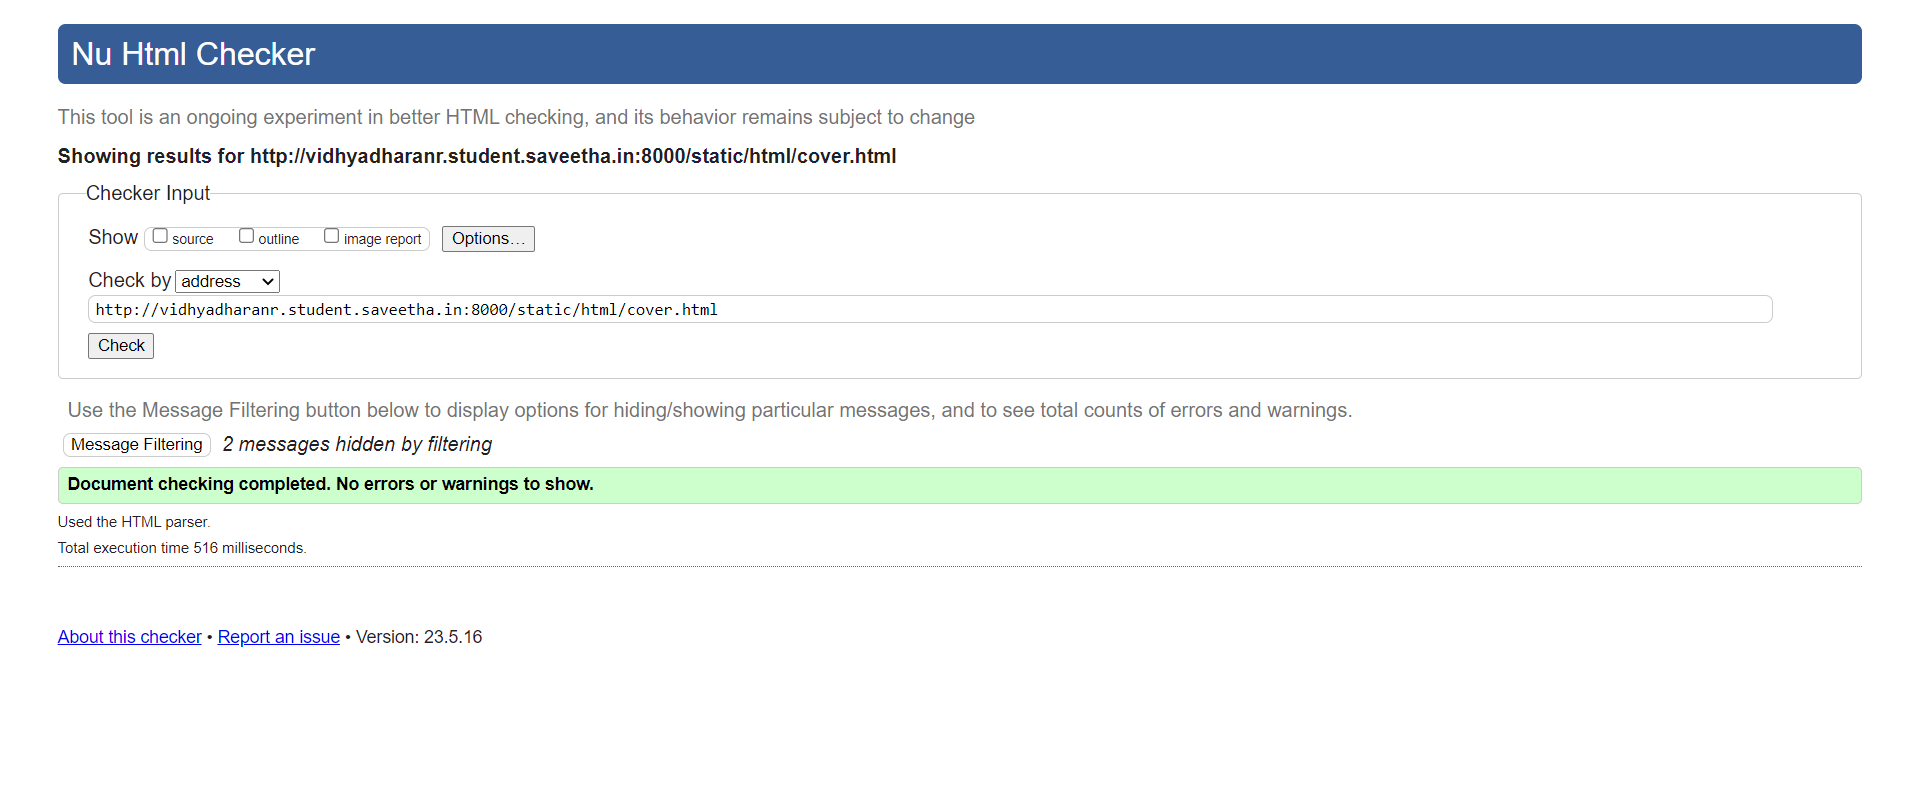 Nu Html Checker
This tool is an ongoing experiment in better HTML checking, and its behavior remains subject to change
Showing results for http://vidhyadharanr.student.saveetha.in:8000/static/html/cover.html
Checker Input
Show source outline image report Options…
Check by address
http://vidhyadharanr.student.saveetha.in:8000/static/html/cover.html
Check
Use the Message Filtering button below to display options for hiding/showing particular messages, and to see total counts of errors and warnings.
Message Filtering 2 messages hidden by filtering
Document checking completed. No errors or warnings to show.
Used the HTML parser.
Total execution time 516 milliseconds.
About this checker • Report an issue • Version: 23.5.16